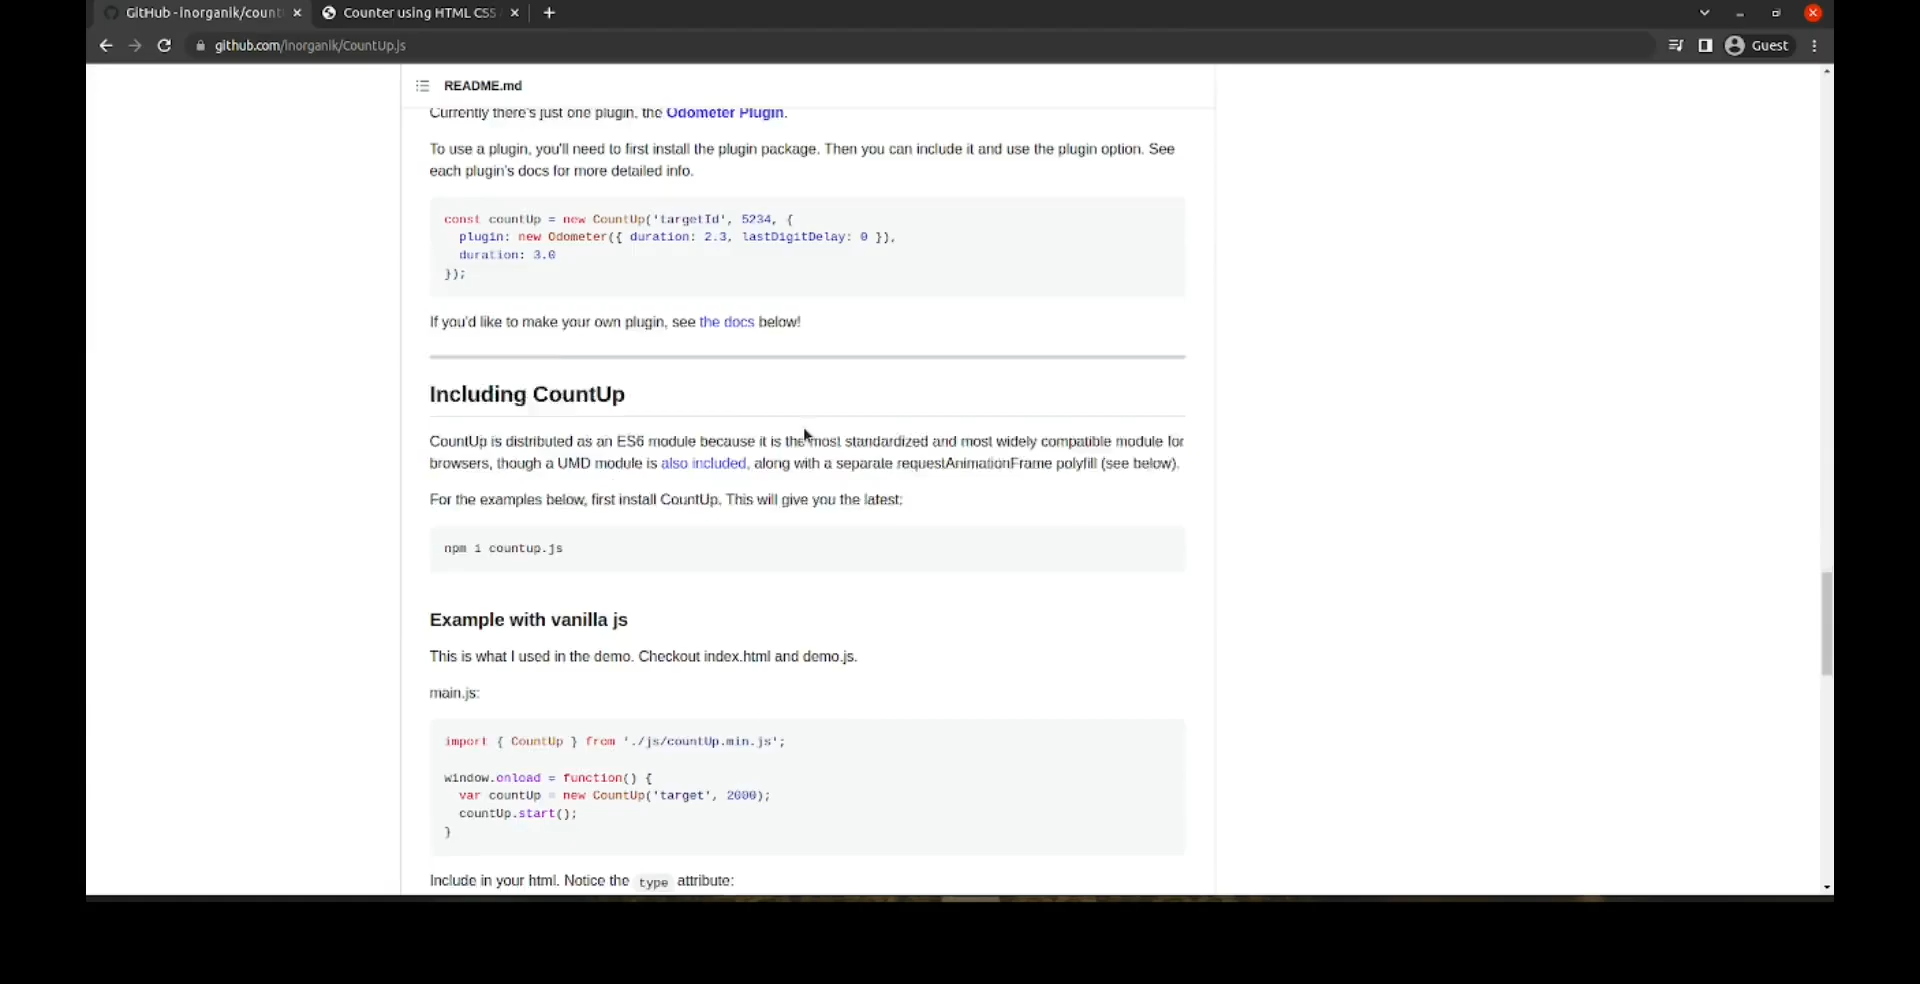 GitHub - inorganik/count
Counter using HTML CSS
github.com/inorganik/CountUp.js
Guest
README.md
Currently there's just one plugin, the Odometer Plugin.
To use a plugin, you'll need to first install the plugin package. Then you can include it and use the plugin option. See
each plugin's docs for more detailed info.
const countUp = new CountUp('targetId', 5234, {
plugin: new Odometer({ duration: 2.3, lastDigitDelay: 0 }),
duration: 3.0
});
If you'd like to make your own plugin, see the docs below!
Including CountUp
CountUp is distributed as an ES6 module because it is the most standardized and most widely compatible module for
browsers, though a UMD module is also included, along with a separate requestAnimationFrame polyfill (see below).
For the examples below, first install CountUp. This will give you the latest:
npm i countup.js
Example with vanilla js
This is what I used in the demo. Checkout index.html and demo.js.
main.js:
import { CountUp } from './js/countUp.min.js';
window.onload = function() {
var countUp = new CountUp('target', 2000);
countUp.start();
}
Include in your html. Notice the type attribute: